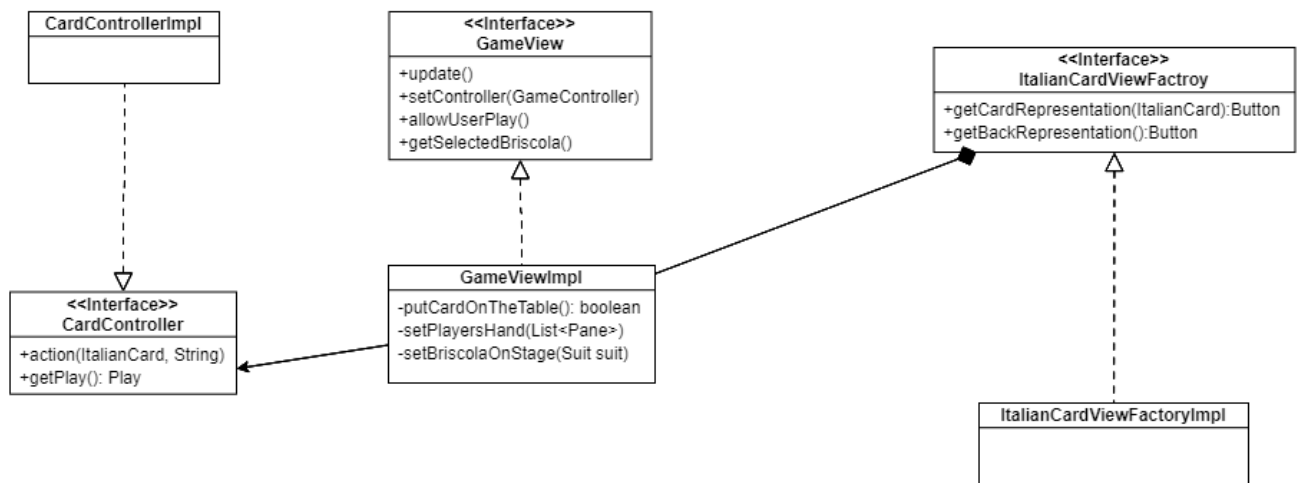 CardControllerImpl
<<Interface>>
GameView
+update()
+setController(GameController)
+allowUserPlay()
+getSelectedBriscola()
<<Interface>>
ItalianCardViewFactroy
+getCardRepresentation(ItalianCard):Button
+getBackRepresentation():Button
<<Interface>>
CardController
+action(ItalianCard, String)
+getPlay(): Play
GameViewImpl
-putCardOnTheTable(): boolean
-setPlayersHand(List<Pane>)
-setBriscolaOnStage(Suit suit)
ItalianCardViewFactoryImpl